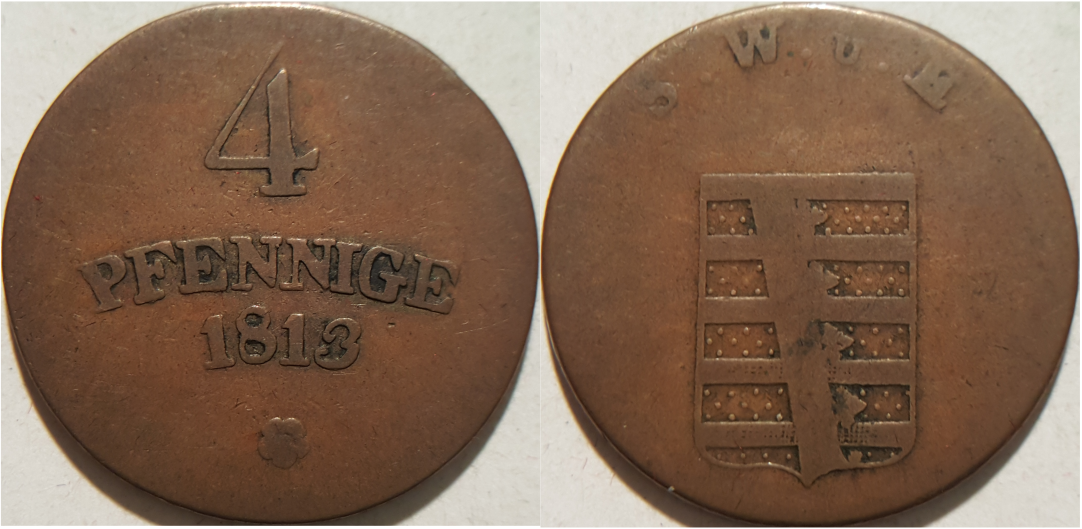 4
PFENNIGE
1813
S. W. u. E.